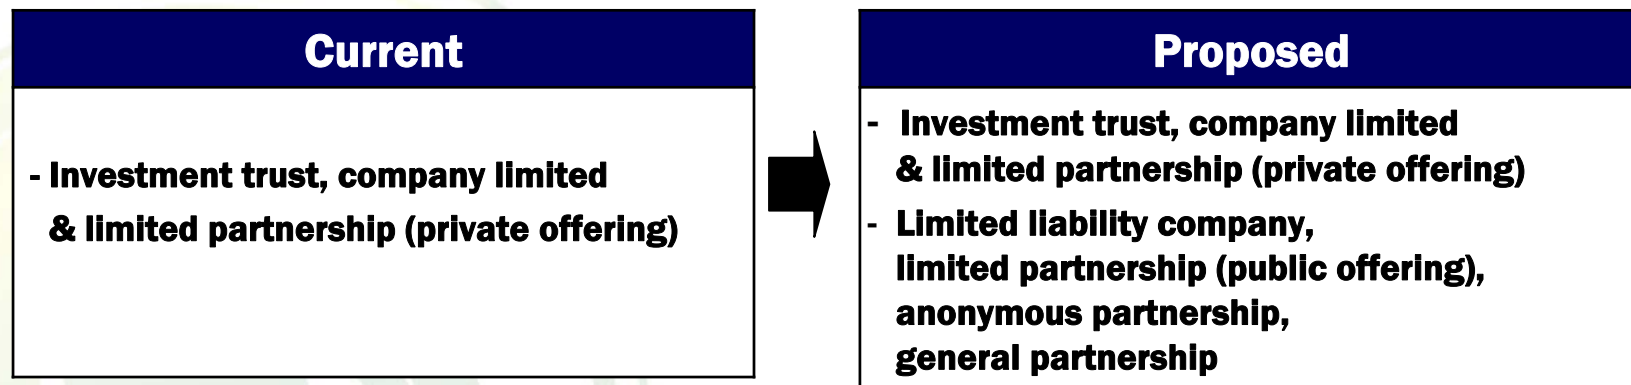 Current
- Investment trust, company limited
& limited partnership (private offering)
Proposed
- Investment trust, company limited
& limited partnership (private offering)
- Limited liability company,
limited partnership (public offering),
anonymous partnership,
general partnership